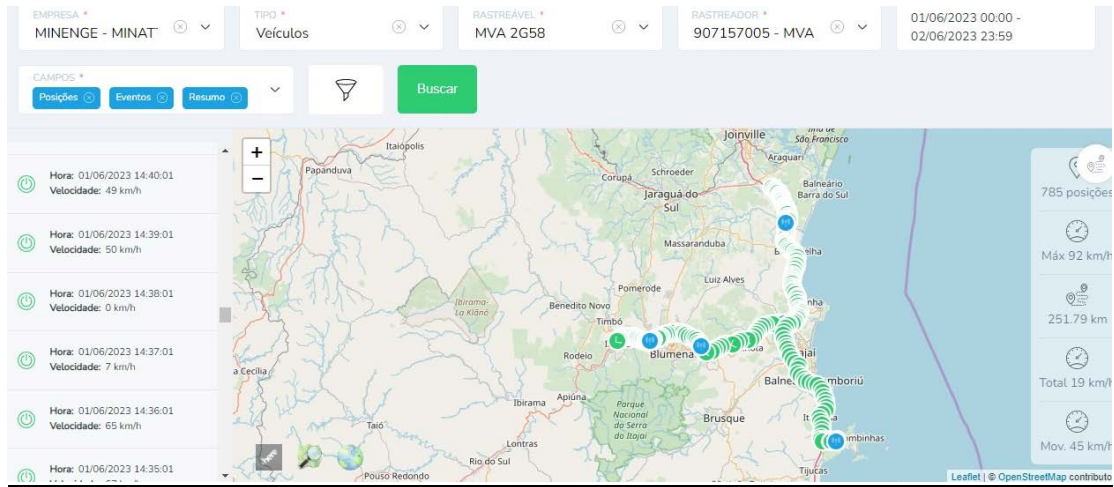 EMPRESA *
MINENGE - MINAT
TIPO *
Veículos
RASTREÁVEL *
MVA 2G58
RASTREADOR *
907157005 - MVA
01/06/2023 00:00 -
02/06/2023 23:59
CAMPOS *
Posições Eventos Resumo
Buscar
Hora: 01/06/2023 14:40:01
Velocidade: 49 km/h
Hora: 01/06/2023 14:39:01
Velocidade: 50 km/h
Hora: 01/06/2023 14:38:01
Velocidade: 0 km/h
Hora: 01/06/2023 14:37:01
Velocidade: 7 km/h
Hora: 01/06/2023 14:36:01
Velocidade: 65 km/h
Hora: 01/06/2023 14:35:01
+
−
Itaiópolis
Joinville
São Francisco
Papanduva
Araquari
Corupá
Schroeder
Balneário
Barra do Sul
Jaraguá do
Sul
Massaranduba
Luiz Alves
Pomerode
Ibirama-
La Klãnõ
Benedito Novo
Timbó
Rodeio
Blumena
a Cecília
Ibirama
Apiúna
Parque
Nacional
da Serra
do Itajaí
Balne
mboriú
Brusque
Taió
Lontras
mbinhas
Rio do Sul
Tijucas
Pouso Redondo
here
785 posições
Máx 92 km/h
251.79 km
Total 19 km/h
Mov. 45 km/h
Leaflet | © OpenStreetMap contributo